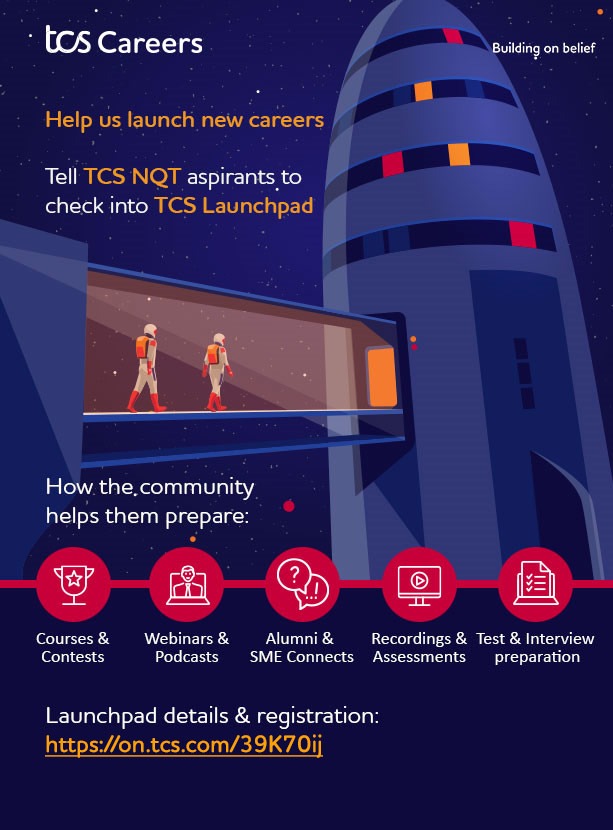 tcs Careers
Building on belief
Help us launch new careers
Tell TCS NQT aspirants to
check into TCS Launchpad
How the community
helps them prepare:
Courses &
Contests
Webinars &
Podcasts
Alumni &
SME Connects
Recordings &
Assessments
Test & Interview
preparation
Launchpad details & registration:
https://on.tcs.com/39K70ij